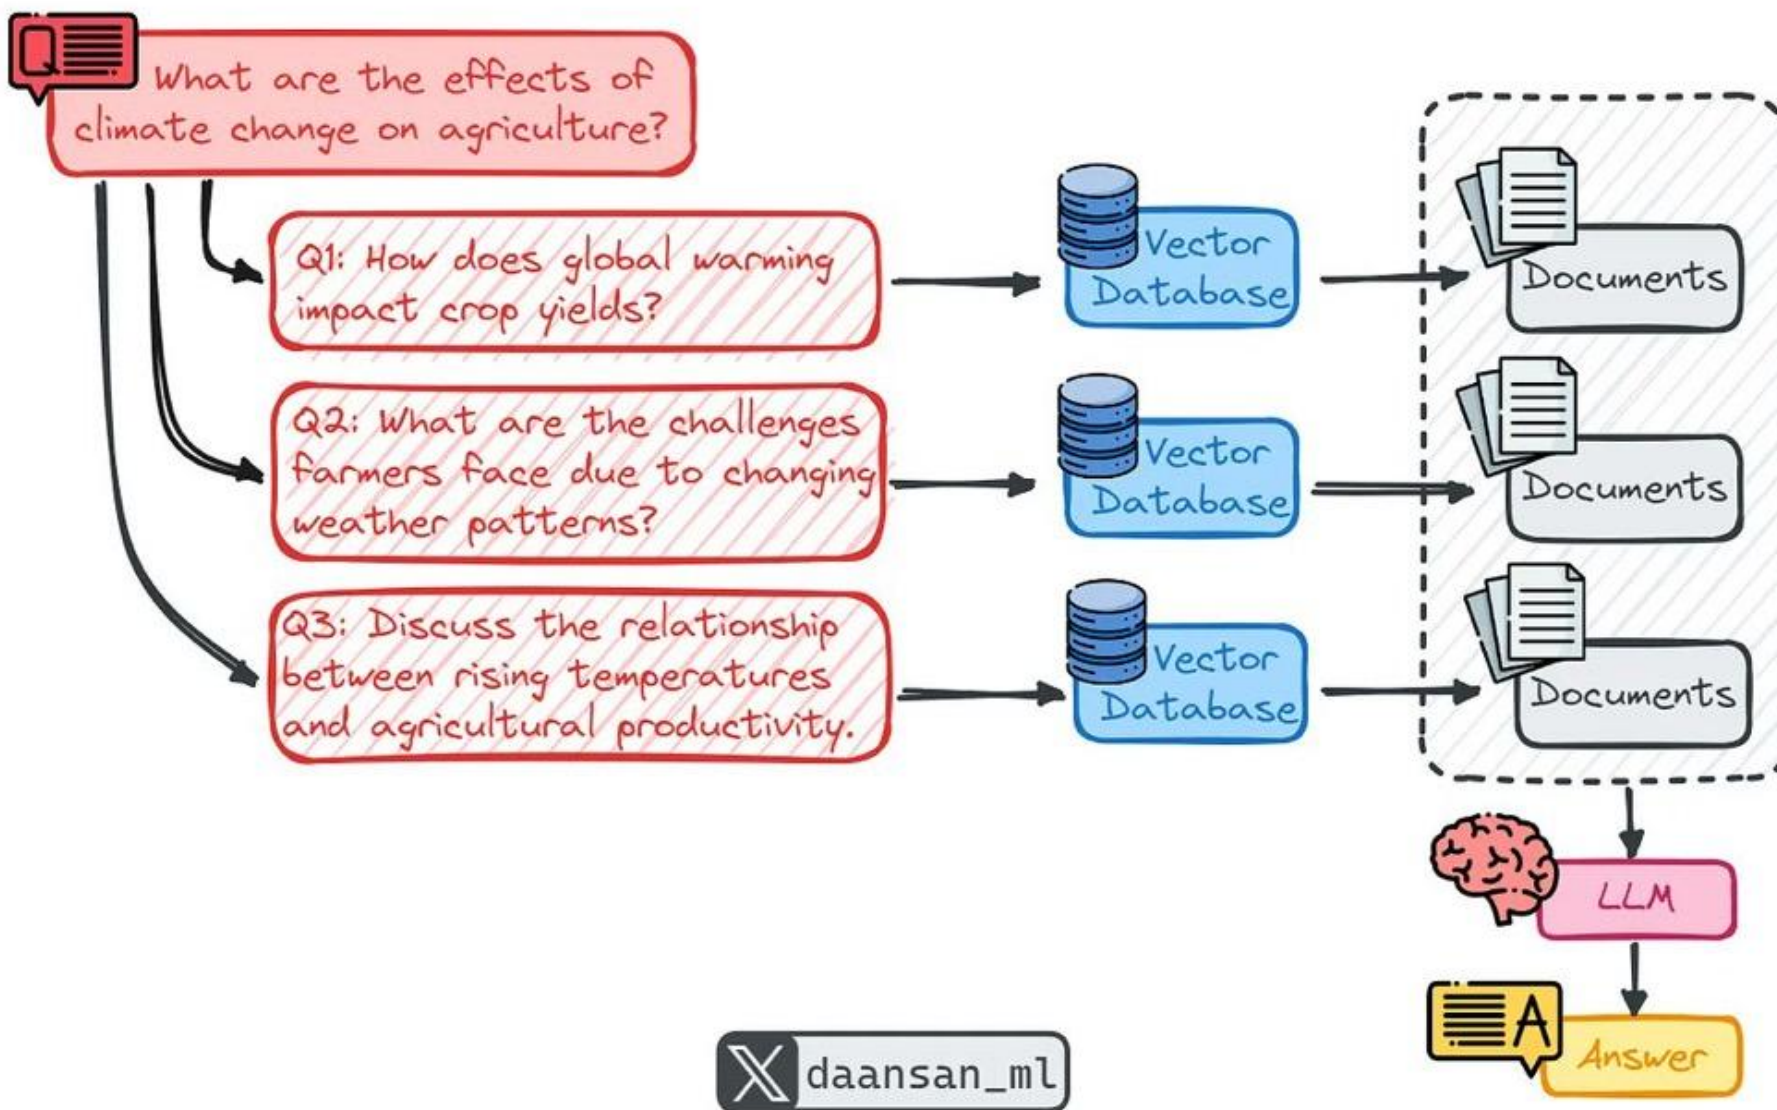 Q
What are the effects of
climate change on agriculture?
Q1: How does global warming
impact crop yields?
Vector
Database
Documents
Q2: What are the challenges
farmers face due to changing
weather patterns?
Vector
Database
Documents
Q3: Discuss the relationship
between rising temperatures
and agricultural productivity.
Vector
Database
Documents
LLM
A
Answer
X daansan_ml